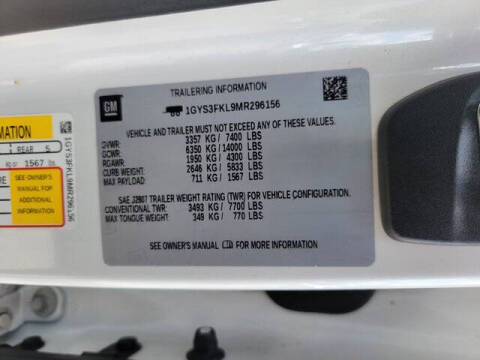 TRAILERING INFORMATION
GM
1GYS3FKL9MR296156
VEHICLE AND TRAILER MUST NOT EXCEED ANY OF THESE LIMITS
GVWR: 3357 KG / 7400 LBS
GCWR: 6350 KG / 14000 LBS
RGAWR: 1950 KG / 4300 LBS
CURB WEIGHT: 2646 KG / 5833 LBS
MAX PAYLOAD: 711 KG / 1567 LBS
SAE J2807 TRAILER WEIGHT RATING (TWR) FOR VEHICLE CONFIGURATION.
CONVENTIONAL TWR: 3493 KG / 7700 LBS
MAX TONGUE WEIGHT: 349 KG / 770 LBS
SEE OWNER'S MANUAL FOR MORE INFORMATION
REAR 5
1567 LBS
SEE OWNER'S
MANUAL FOR
ADDITIONAL
INFORMATION
1GYS3FKL9MR296156